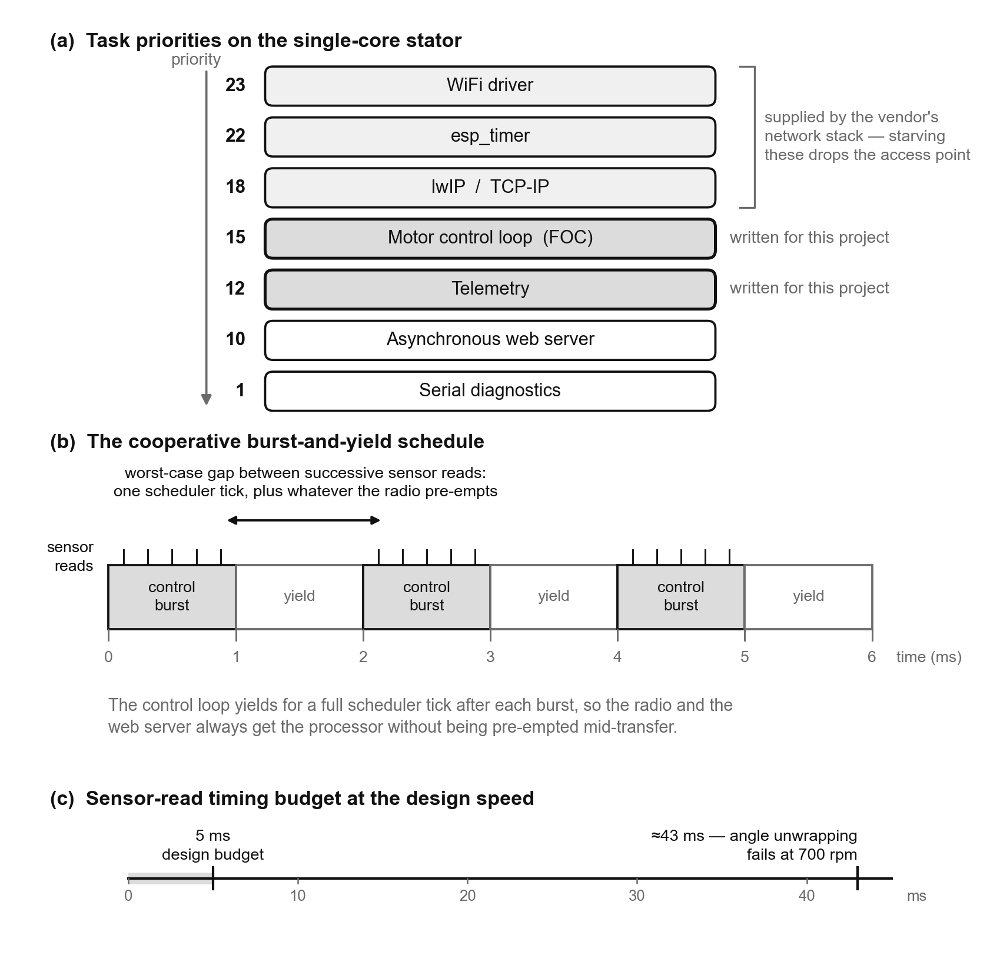 (a) Task priorities on the single-core stator
priority
23 WiFi driver
22 esp_timer
18 lwIP / TCP-IP
supplied by the vendor's
network stack — starving
these drops the access point
15 Motor control loop (FOC) written for this project
12 Telemetry written for this project
10 Asynchronous web server
1 Serial diagnostics
(b) The cooperative burst-and-yield schedule
worst-case gap between successive sensor reads:
one scheduler tick, plus whatever the radio pre-empts
sensor
reads
control
burst
yield
control
burst
yield
control
burst
yield
0 1 2 3 4 5 6 time (ms)
The control loop yields for a full scheduler tick after each burst, so the radio and the
web server always get the processor without being pre-empted mid-transfer.
(c) Sensor-read timing budget at the design speed
5 ms
design budget
≈43 ms — angle unwrapping
fails at 700 rpm
0 10 20 30 40 ms